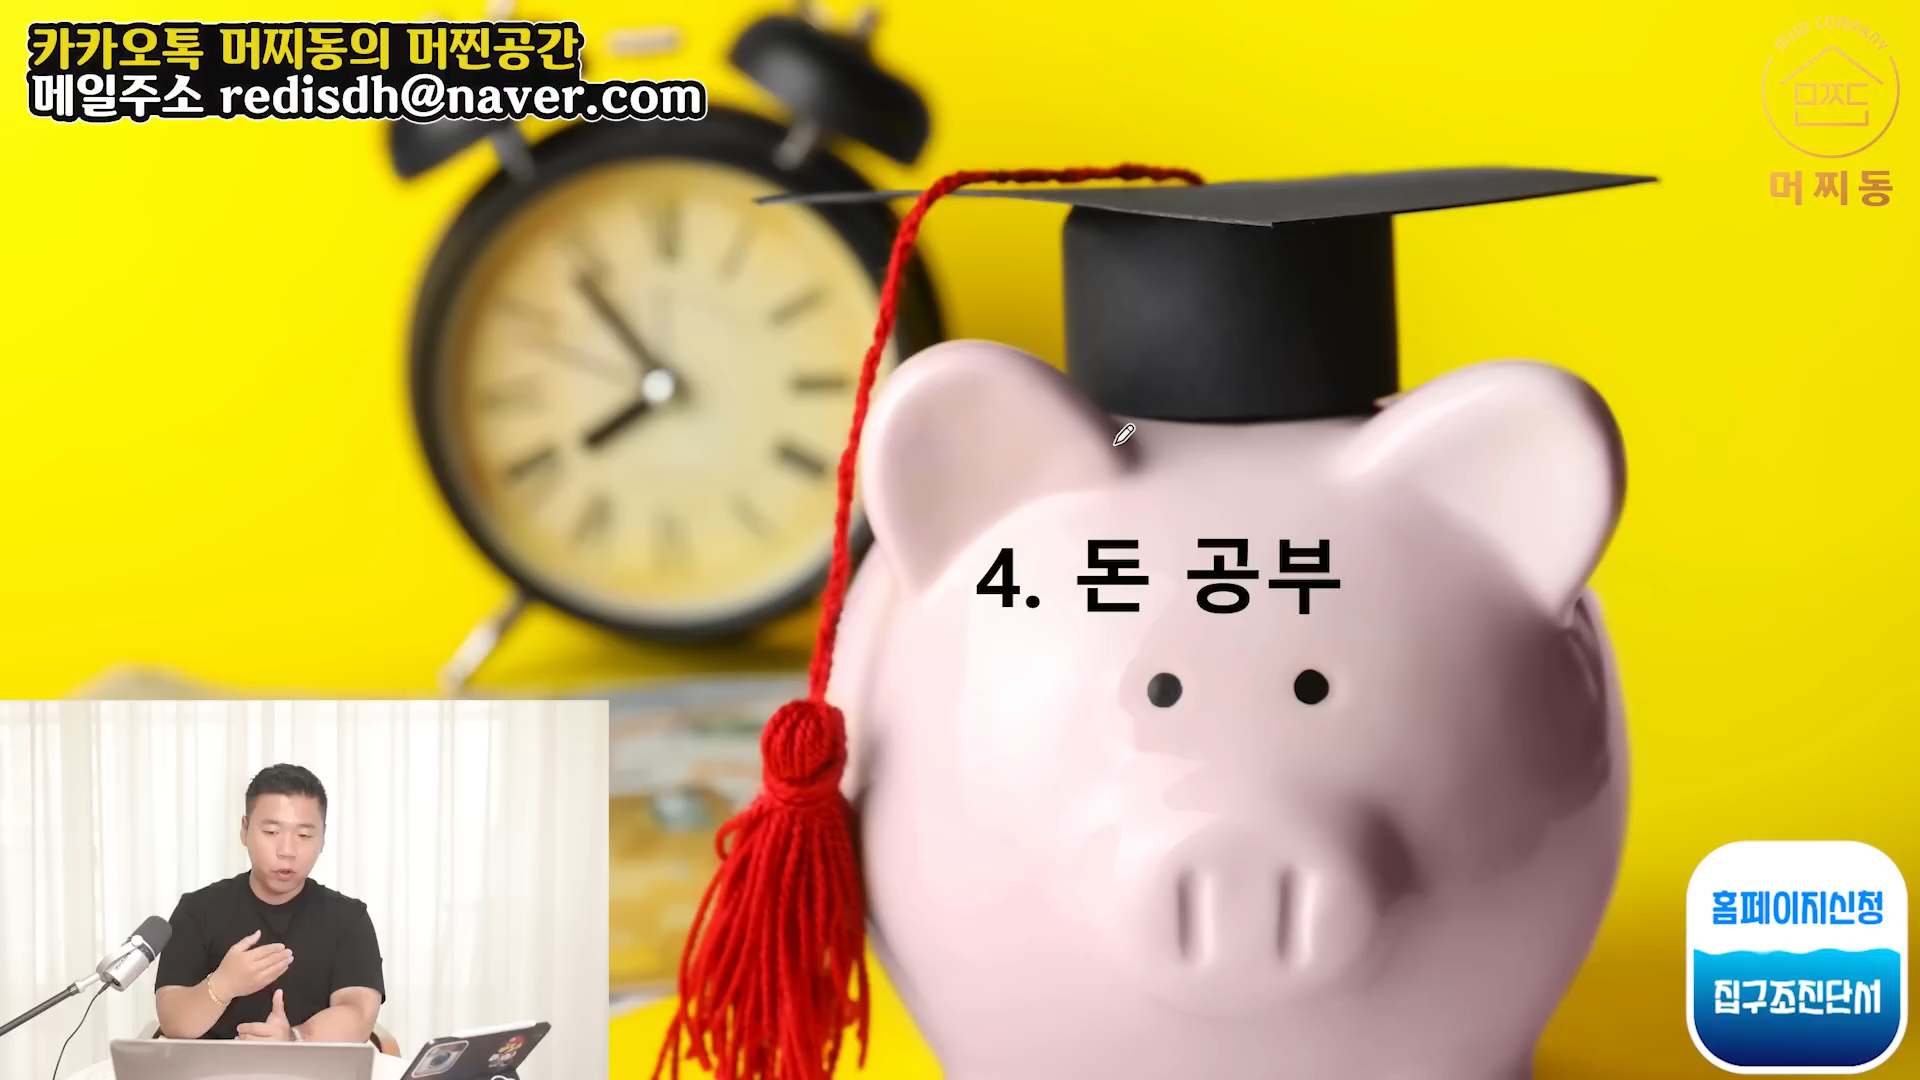 카카오톡 머찌동의 머찐공간
메일주소 redisdh@naver.com
MUJJ COMPANY
머찌동
4. 돈 공부
홈페이지신청
집구조진단서